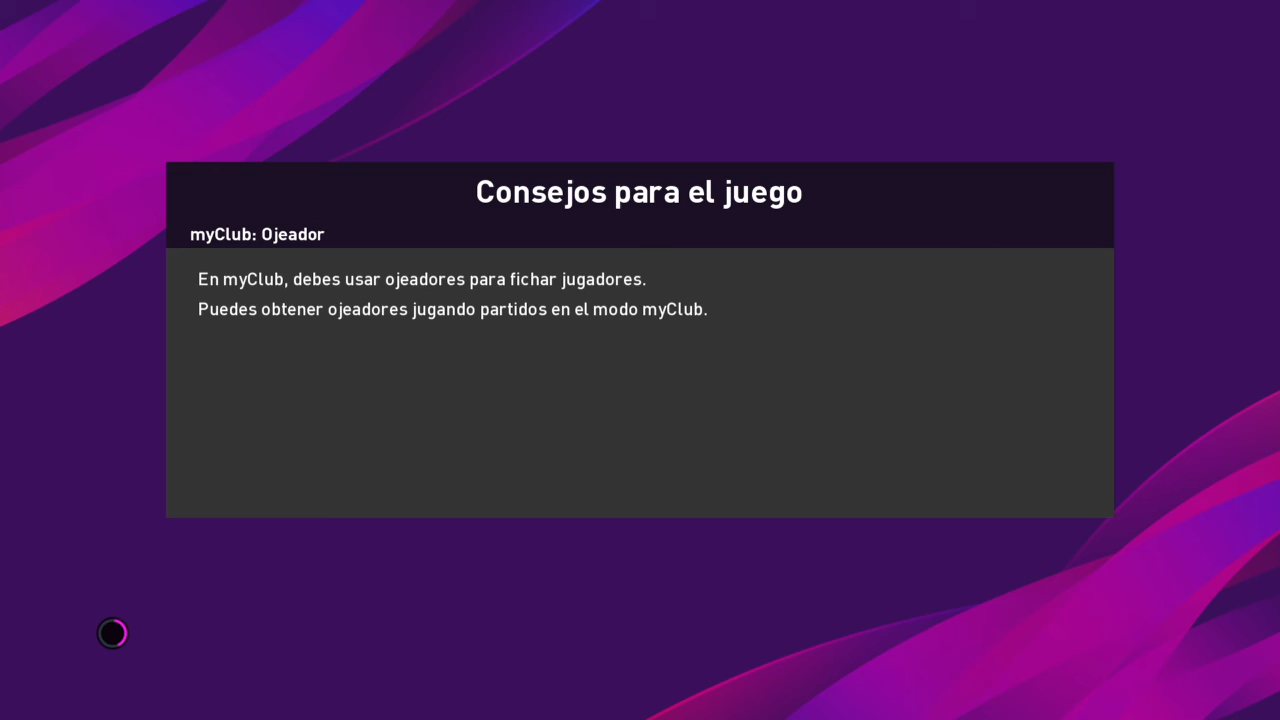 Consejos para el juego
myClub: Ojeador
En myClub, debes usar ojeadores para fichar jugadores.
Puedes obtener ojeadores jugando partidos en el modo myClub.